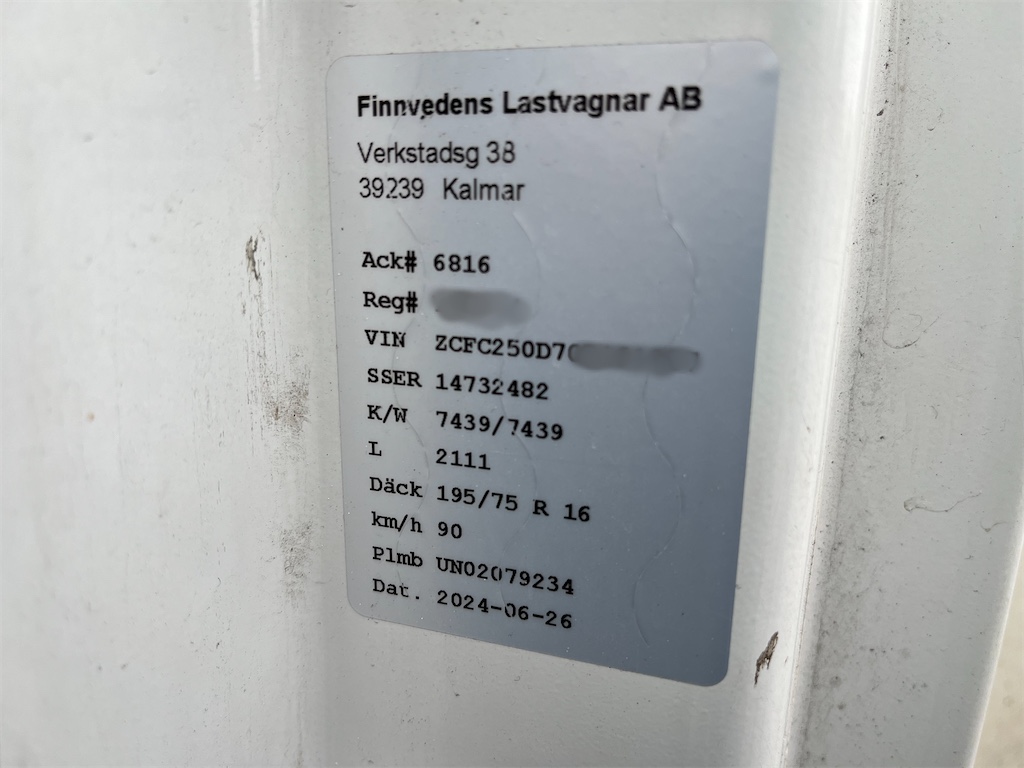 Finnvedens Lastvagnar AB
Verkstadsg 38
39239 Kalmar
Ack# 6816
Reg#
VIN ZCFC250D70
SSER 14732482
K/W 7439/7439
L 2111
Däck 195/75 R 16
km/h 90
Plmb UN02079234
Dat. 2024-06-26